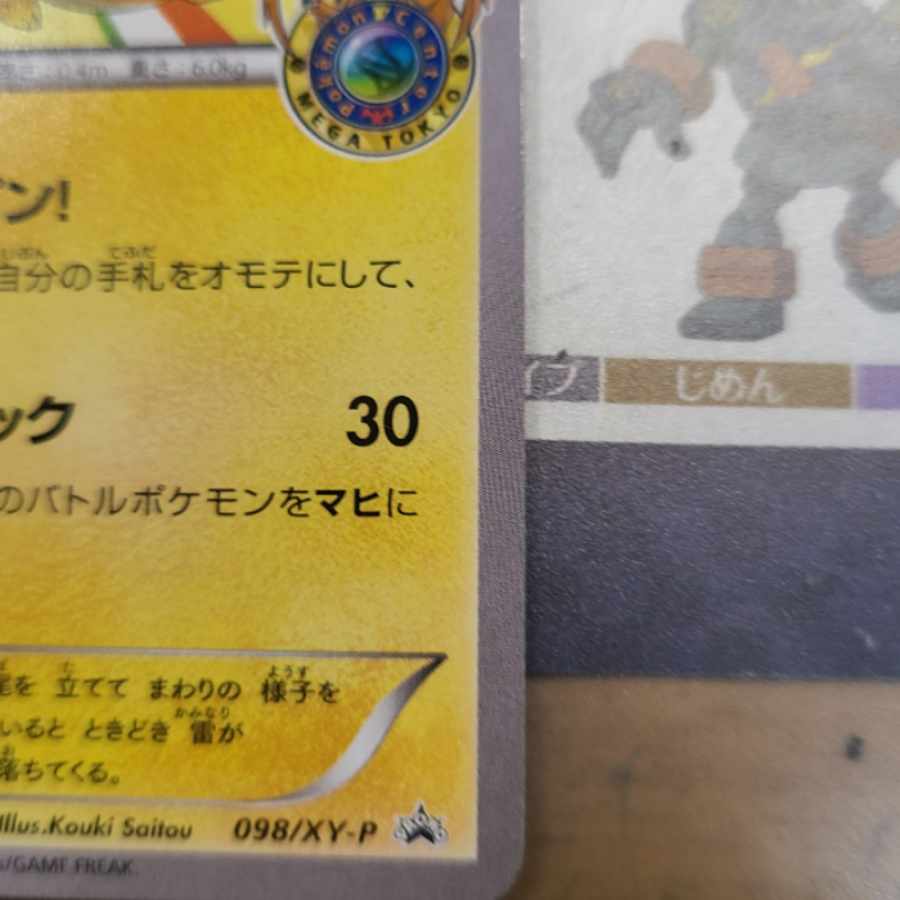 高さ：0.4m 重さ：6.0kg
Pokémon Center
MEGA TOKYO
ン!
自分の手札をオモテにして、
ック 30
のバトルポケモンをマヒに
尾を 立てて まわりの 様子を
いると ときどき 雷が
落ちてくる。
Illus.Kouki Saitou 098/XY-P
/GAME FREAK.
イプ じめん